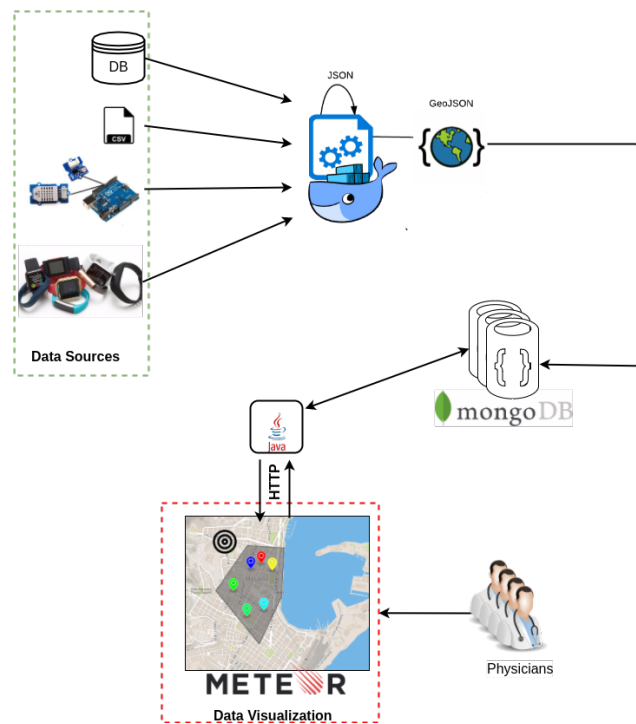 DB
JSON
GeoJSON
CSV
Data Sources
mongoDB
Java
HTTP
METEOR
Data Visualization
Physicians